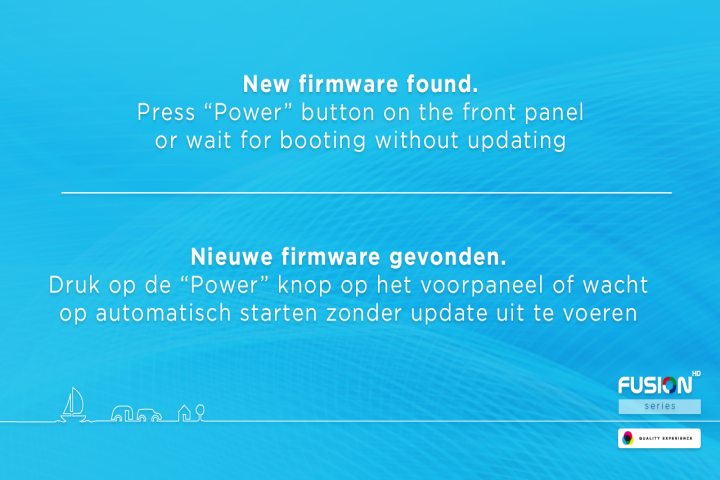 New firmware found.
Press “Power” button on the front panel
or wait for booting without updating
Nieuwe firmware gevonden.
Druk op de “Power” knop op het voorpaneel of wacht
op automatisch starten zonder update uit te voeren
FUSION HD
series
QUALITY EXPERIENCE